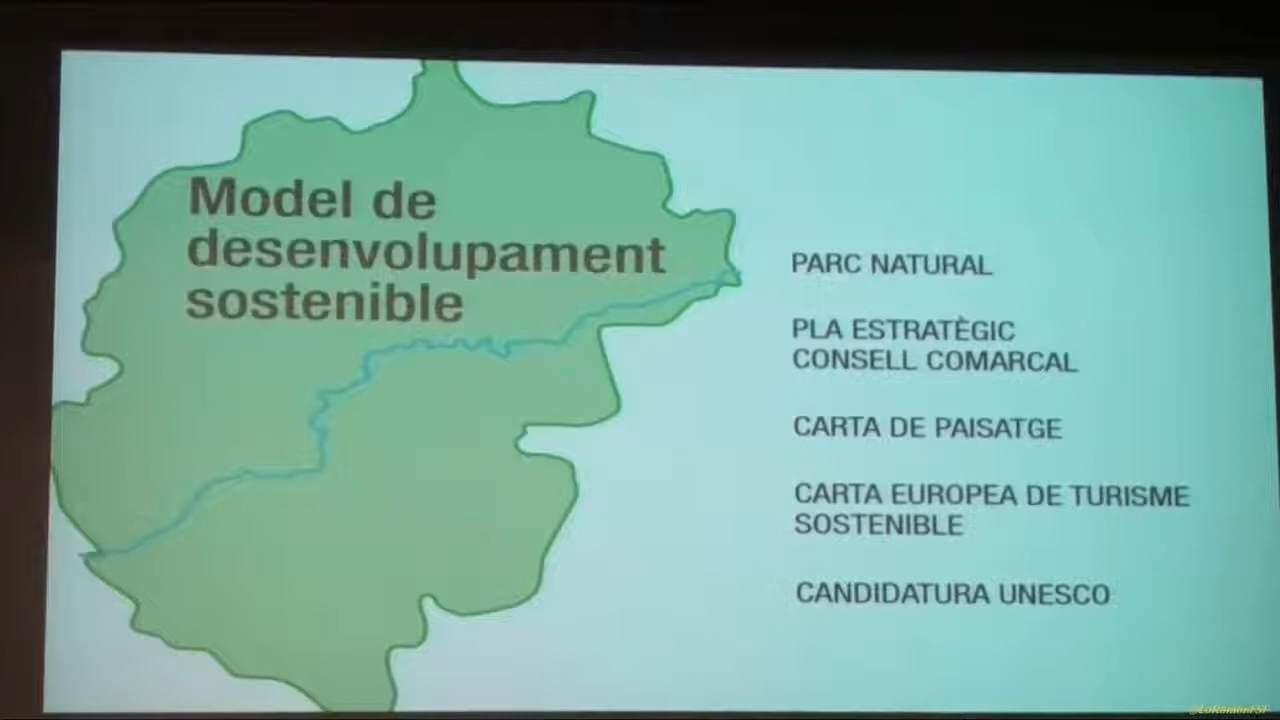 Model de
desenvolupament
sostenible
PARC NATURAL
PLA ESTRATÈGIC
CONSELL COMARCAL
CARTA DE PAISATGE
CARTA EUROPEA DE TURISME
SOSTENIBLE
CANDIDATURA UNESCO